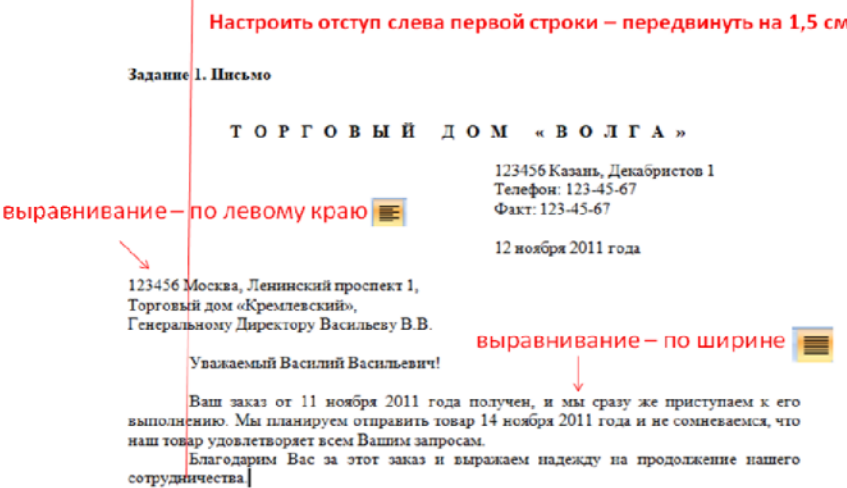 Настроить отступ слева первой строки – передвинуть на 1,5 см
Задание 1. Письмо
Т О Р Г О В Ы Й Д О М « В О Л Г А »
123456 Казань, Декабристов 1
Телефон: 123-45-67
Факт: 123-45-67
выравнивание – по левому краю
12 ноября 2011 года
123456 Москва, Ленинский проспект 1,
Торговый дом «Кремлевский»,
Генеральному Директору Васильеву В.В.
выравнивание – по ширине
Уважаемый Василий Васильевич!
Ваш заказ от 11 ноября 2011 года получен, и мы сразу же приступаем к его
выполнению. Мы планируем отправить товар 14 ноября 2011 года и не сомневаемся, что
наш товар удовлетворяет всем Вашим запросам.
Благодарим Вас за этот заказ и выражаем надежду на продолжение нашего
сотрудничества.